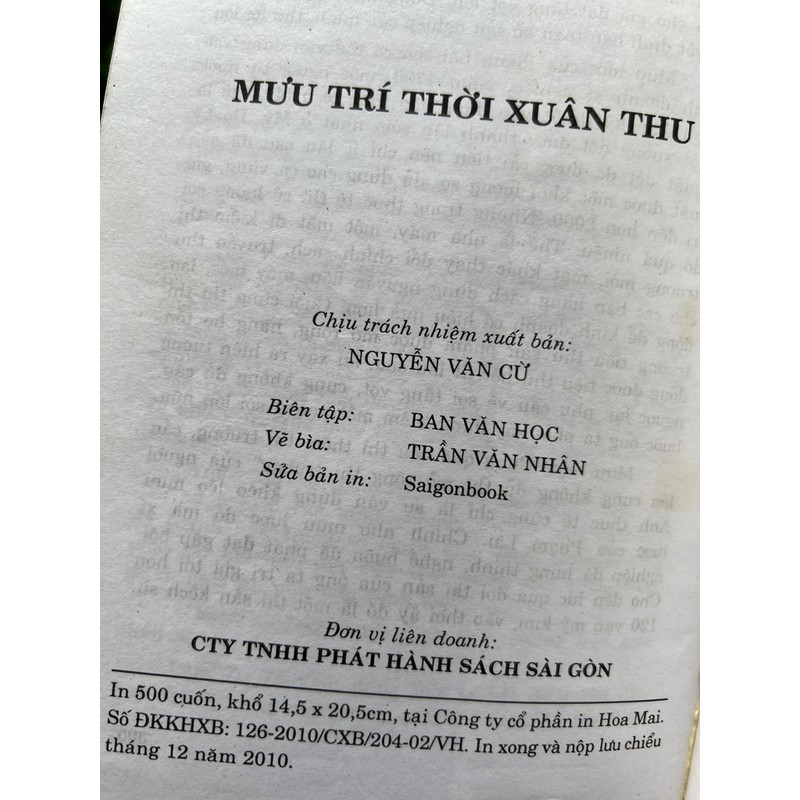 MƯU TRÍ THỜI XUÂN THU
Chịu trách nhiệm xuất bản:
NGUYỄN VĂN CỪ
Biên tập: BAN VĂN HỌC
Vẽ bìa: TRẦN VĂN NHÂN
Sửa bản in: Saigonbook
Đơn vị liên doanh:
CTY TNHH PHÁT HÀNH SÁCH SÀI GÒN
In 500 cuốn, khổ 14,5 x 20,5cm, tại Công ty cổ phần in Hoa Mai.
Số ĐKKHXB: 126-2010/CXB/204-02/VH. In xong và nộp lưu chiểu
tháng 12 năm 2010.